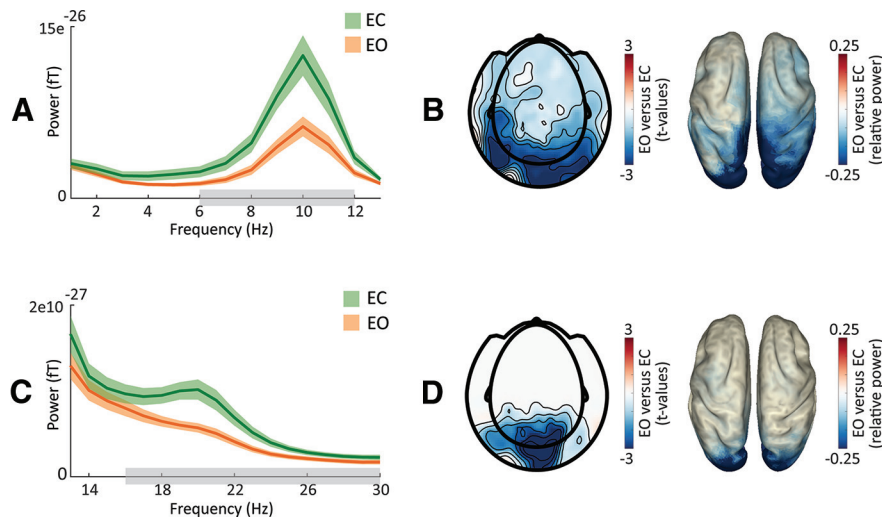 15e -26
EC
EO
A
Power (fT)
0
2 4 6 8 10 12
Frequency (Hz)
B
3
-3
EO versus EC
(t-values)
0.25
-0.25
EO versus EC
(relative power)
2e10 -27
EC
EO
C
Power (fT)
0
14 18 22 26 30
Frequency (Hz)
D
3
-3
EO versus EC
(t-values)
0.25
-0.25
EO versus EC
(relative power)